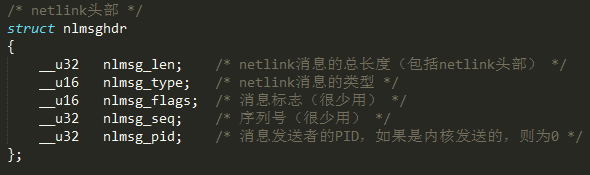 /* netlink头部 */
struct nlmsghdr
{
__u32 nlmsg_len; /* netlink消息的总长度（包括netlink头部） */
__u16 nlmsg_type; /* netlink消息的类型 */
__u16 nlmsg_flags; /* 消息标志（很少用） */
__u32 nlmsg_seq; /* 序列号（很少用） */
__u32 nlmsg_pid; /* 消息发送者的PID，如果是内核发送的，则为0 */
};